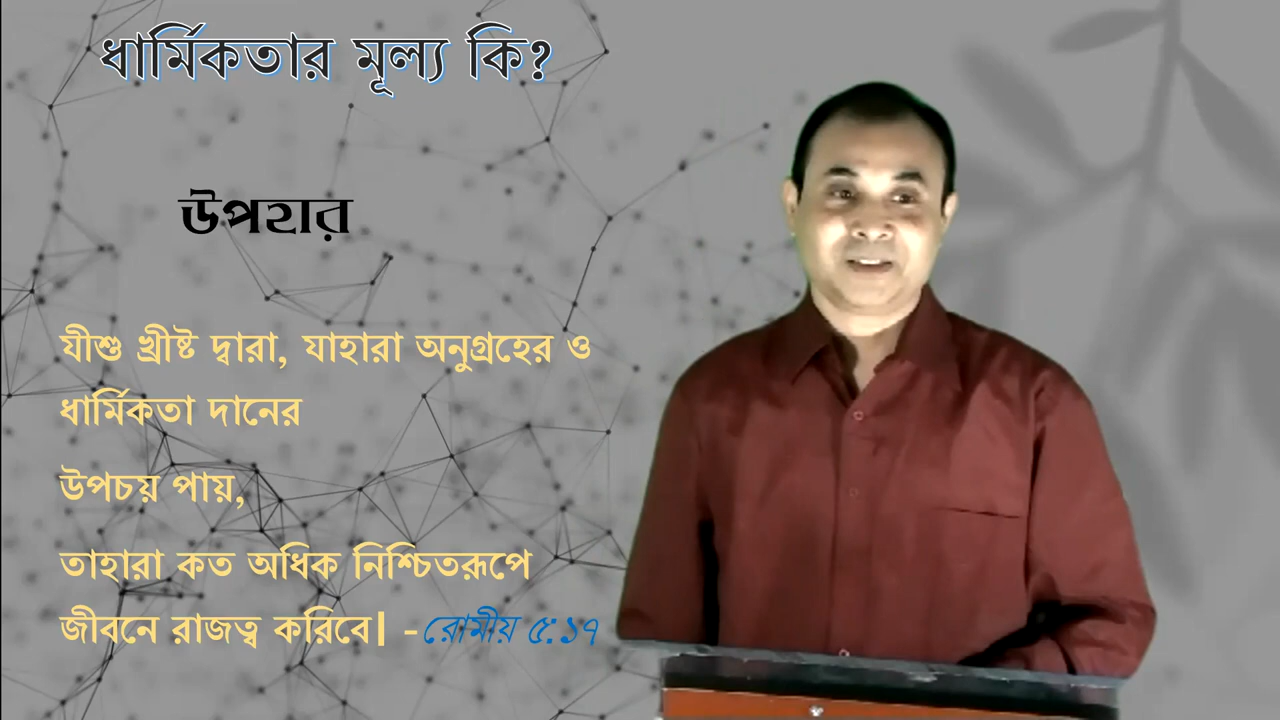 ধার্মিকতার মূল্য কি?
উপহার
যীশু খ্রীষ্ট দ্বারা, যাহারা অনুগ্রহের ও
ধার্মিকতা দানের
উপচয় পায়,
তাহারা কত অধিক নিশ্চিতরূপে
জীবনে রাজত্ব করিবে। -রোমীয় ৫:১৭